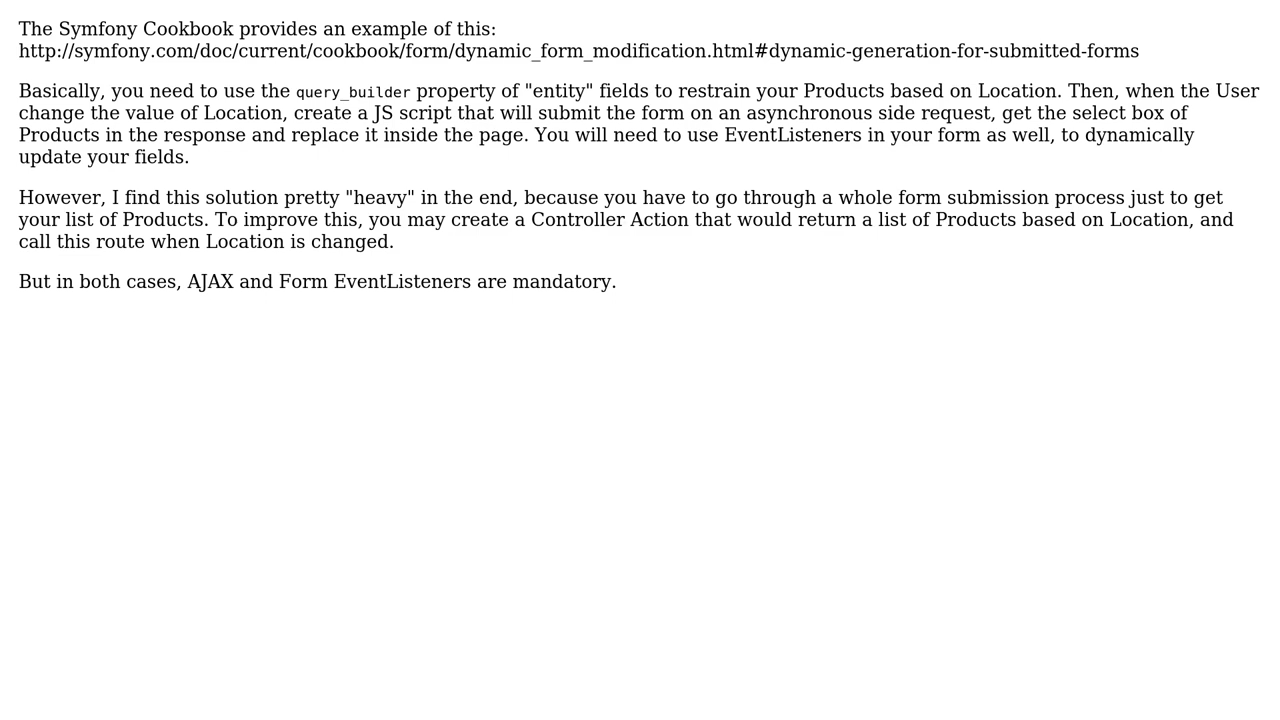 The Symfony Cookbook provides an example of this:
http://symfony.com/doc/current/cookbook/form/dynamic_form_modification.html#dynamic-generation-for-submitted-forms
Basically, you need to use the query_builder property of "entity" fields to restrain your Products based on Location. Then, when the User
change the value of Location, create a JS script that will submit the form on an asynchronous side request, get the select box of
Products in the response and replace it inside the page. You will need to use EventListeners in your form as well, to dynamically
update your fields.
However, I find this solution pretty "heavy" in the end, because you have to go through a whole form submission process just to get
your list of Products. To improve this, you may create a Controller Action that would return a list of Products based on Location, and
call this route when Location is changed.
But in both cases, AJAX and Form EventListeners are mandatory.